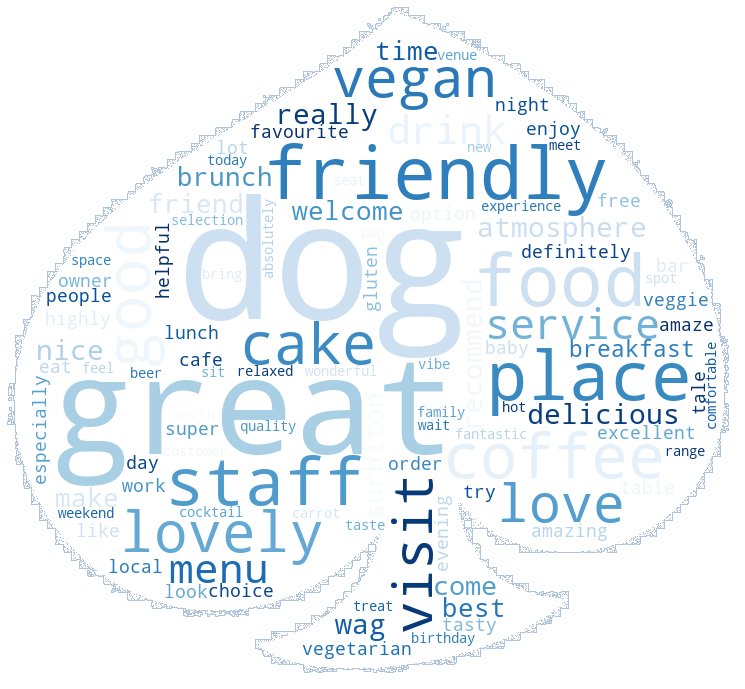 time
venue
vegan
really
night
favourite
drink
enjoy
lot
meet
today
friendly
new
brunch
seat
experience
free
friend
welcome
option
selection
absolutely
atmosphere
good
helpful
dog
pop
definitely
space
owner
bring
gluten
food
bar
spot
people
veggie
highly
recommend
lunch
cake
service
amaze
nice
cafe
vibe
baby
breakfast
eat
feel
beer
sit
relaxed
wonderful
place
tale
comfortable
great
hot
especially
worth
surbiton
family
delicious
super
quality
wait
fantastic
excellent
customer
coffee
range
day
staff
order
work
visit
try
love
table
make
weekend
cocktail
carrot
taste
evening
like
lovely
amazing
local
menu
come
look
choice
treat
best
wag
tasty
birthday
vegetarian